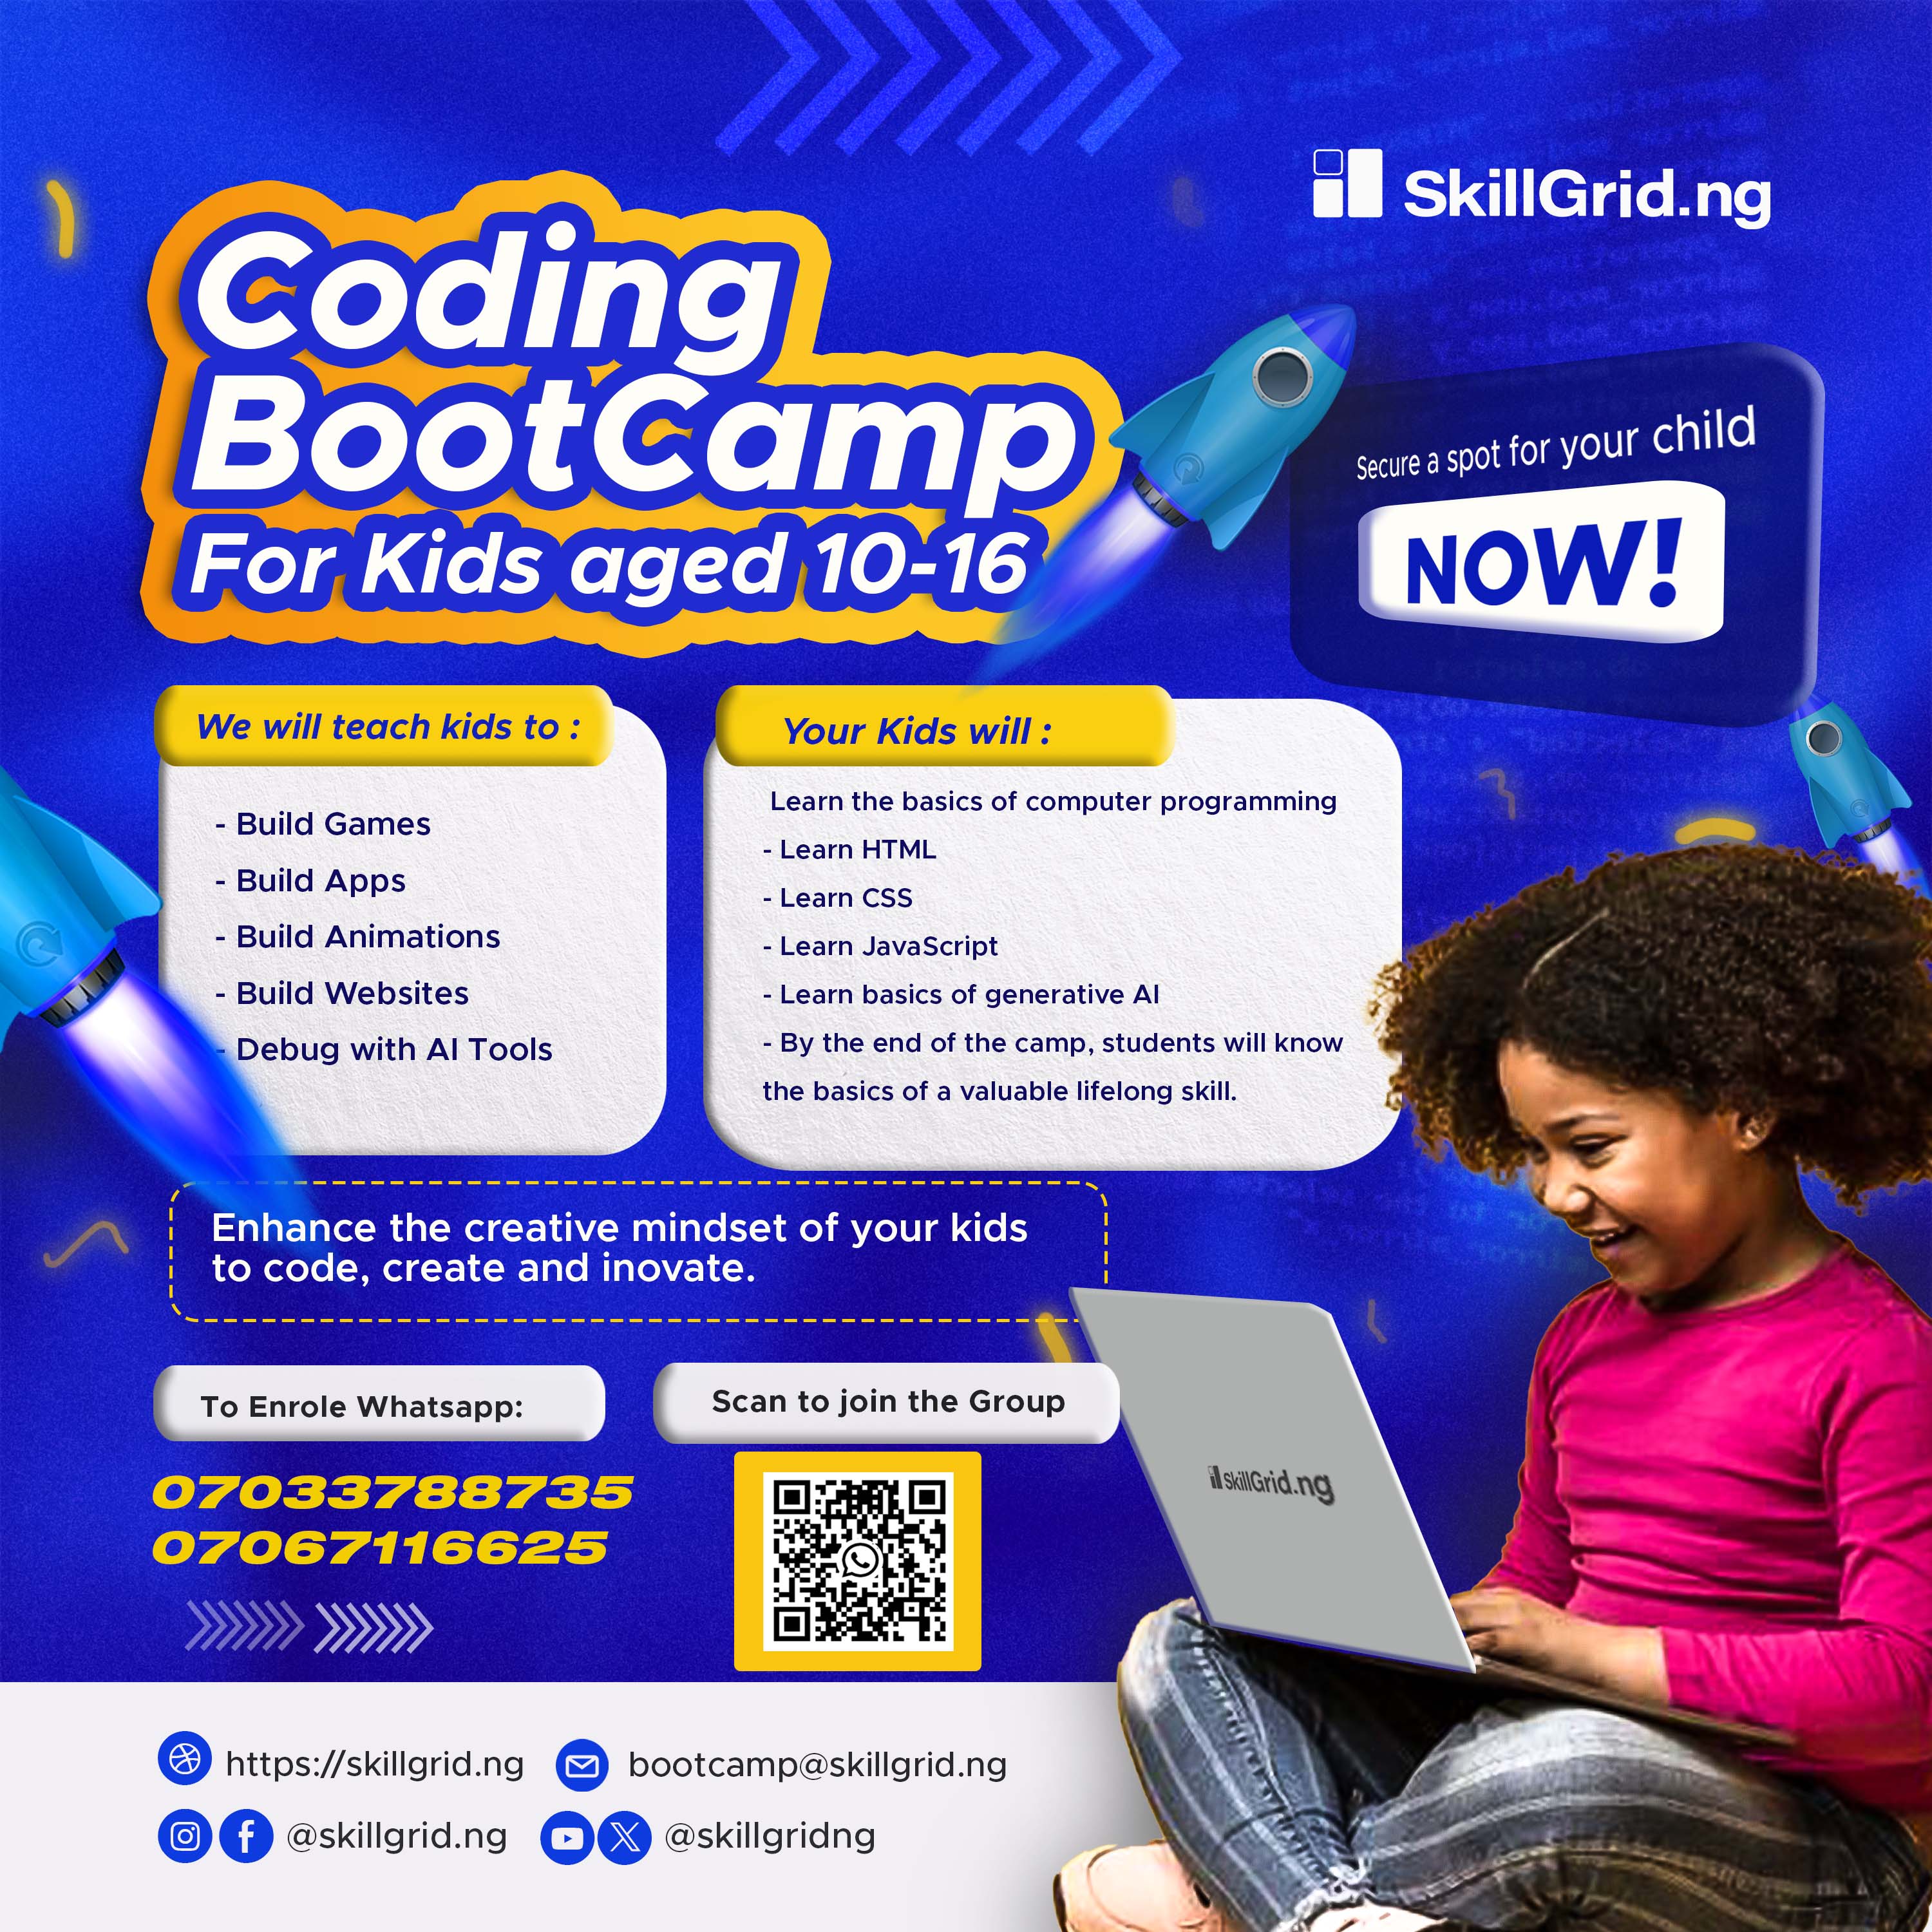 SkillGrid.ng
Coding
BootCamp
For Kids aged 10-16
Secure a spot for your child
NOW!
We will teach kids to :
- Build Games
- Build Apps
- Build Animations
- Build Websites
- Debug with AI Tools
Your Kids will :
Learn the basics of computer programming
- Learn HTML
- Learn CSS
- Learn JavaScript
- Learn basics of generative AI
- By the end of the camp, students will know
the basics of a valuable lifelong skill.
Enhance the creative mindset of your kids
to code, create and inovate.
To Enrole Whatsapp:
07033788735
07067116625
Scan to join the Group
SkillGrid.ng
https://skillgrid.ng
bootcamp@skillgrid.ng
@skillgrid.ng
@skillgridng